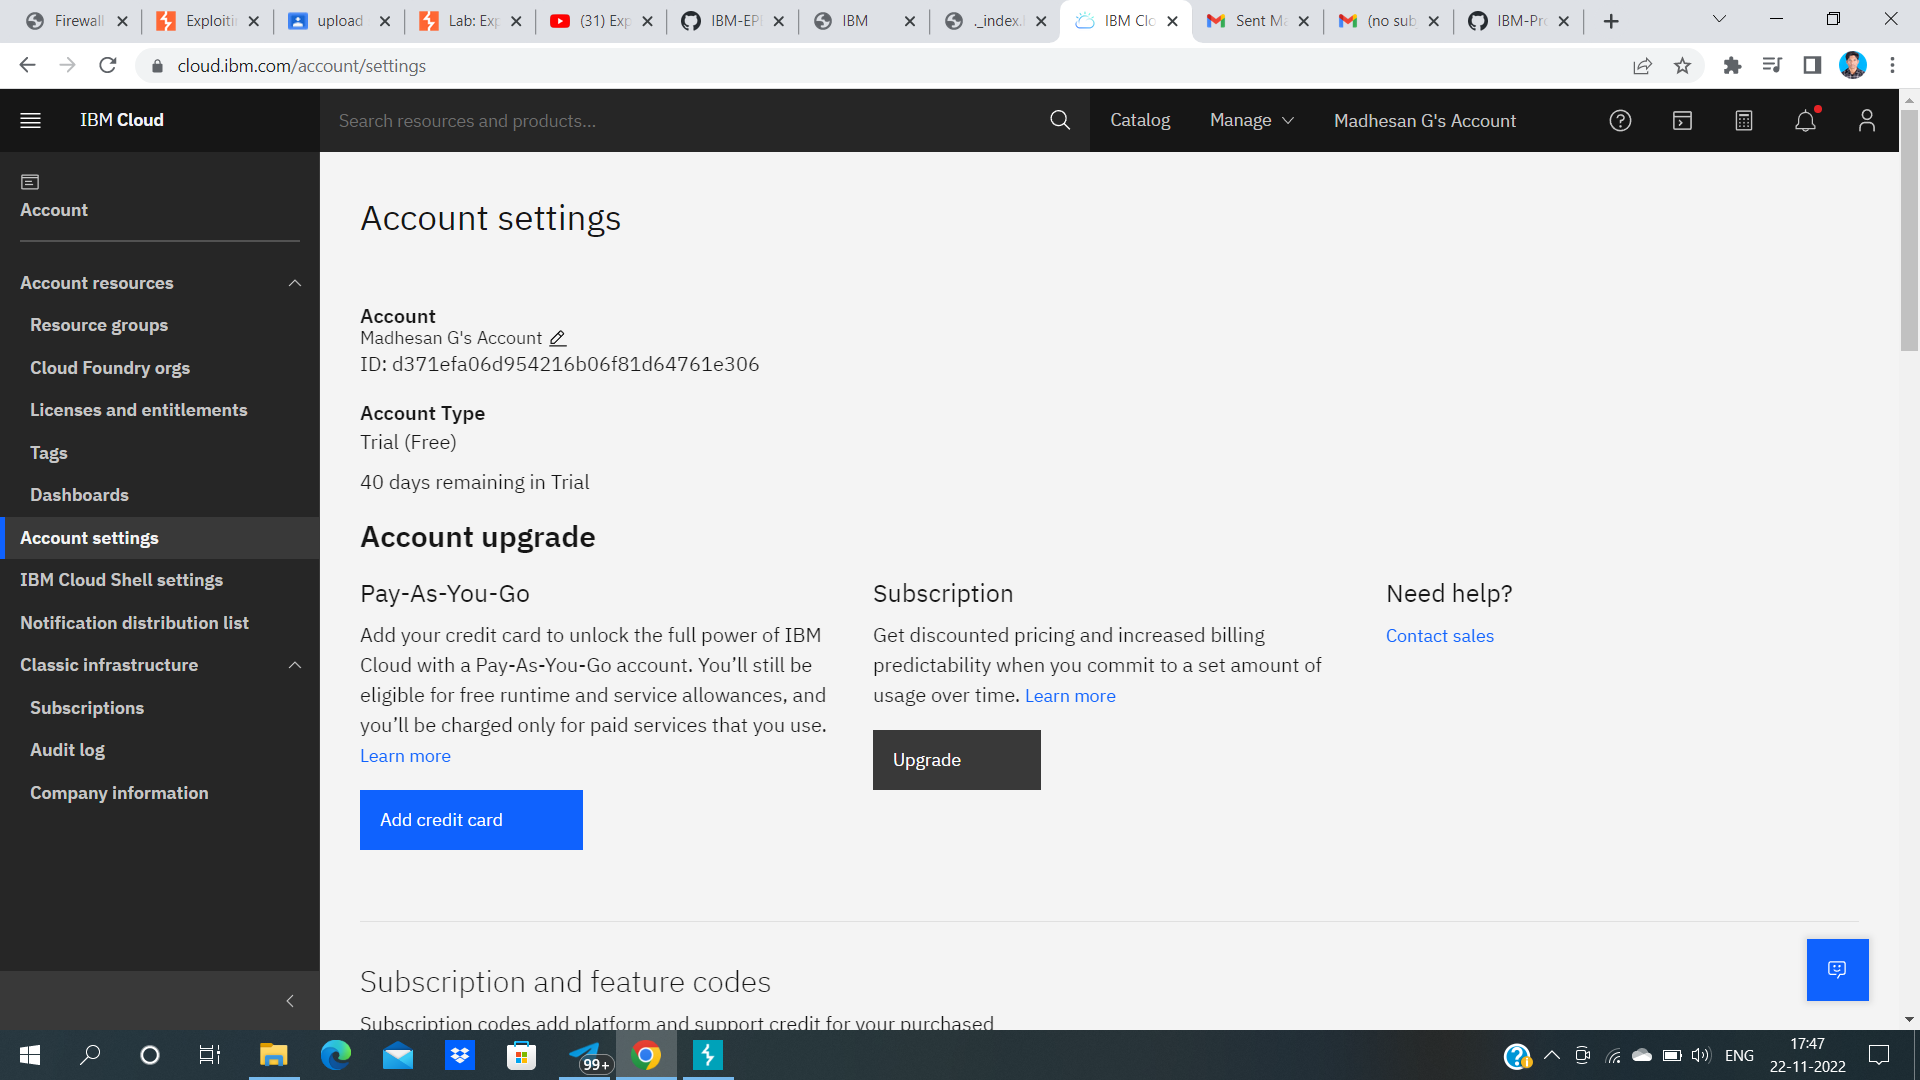 Firewall
Exploiti
upload
Lab: Exp
(31) Exp
IBM-EPI
IBM
._index.
IBM Clo
Sent Ma
(no sub
IBM-Pro
cloud.ibm.com/account/settings
IBM Cloud
Search resources and products...
Catalog
Manage
Madhesan G's Account
Account
Account resources
Resource groups
Cloud Foundry orgs
Licenses and entitlements
Tags
Dashboards
Account settings
IBM Cloud Shell settings
Notification distribution list
Classic infrastructure
Subscriptions
Audit log
Company information
Account settings
Account
Madhesan G's Account
ID: d371efa06d954216b06f81d64761e306
Account Type
Trial (Free)
40 days remaining in Trial
Account upgrade
Pay-As-You-Go
Add your credit card to unlock the full power of IBM
Cloud with a Pay-As-You-Go account. You’ll still be
eligible for free runtime and service allowances, and
you’ll be charged only for paid services that you use.
Learn more
Add credit card
Subscription
Get discounted pricing and increased billing
predictability when you commit to a set amount of
usage over time. Learn more
Upgrade
Need help?
Contact sales
Subscription and feature codes
Subscription codes add platform and support credit for your purchased
99+
ENG
17:47
22-11-2022